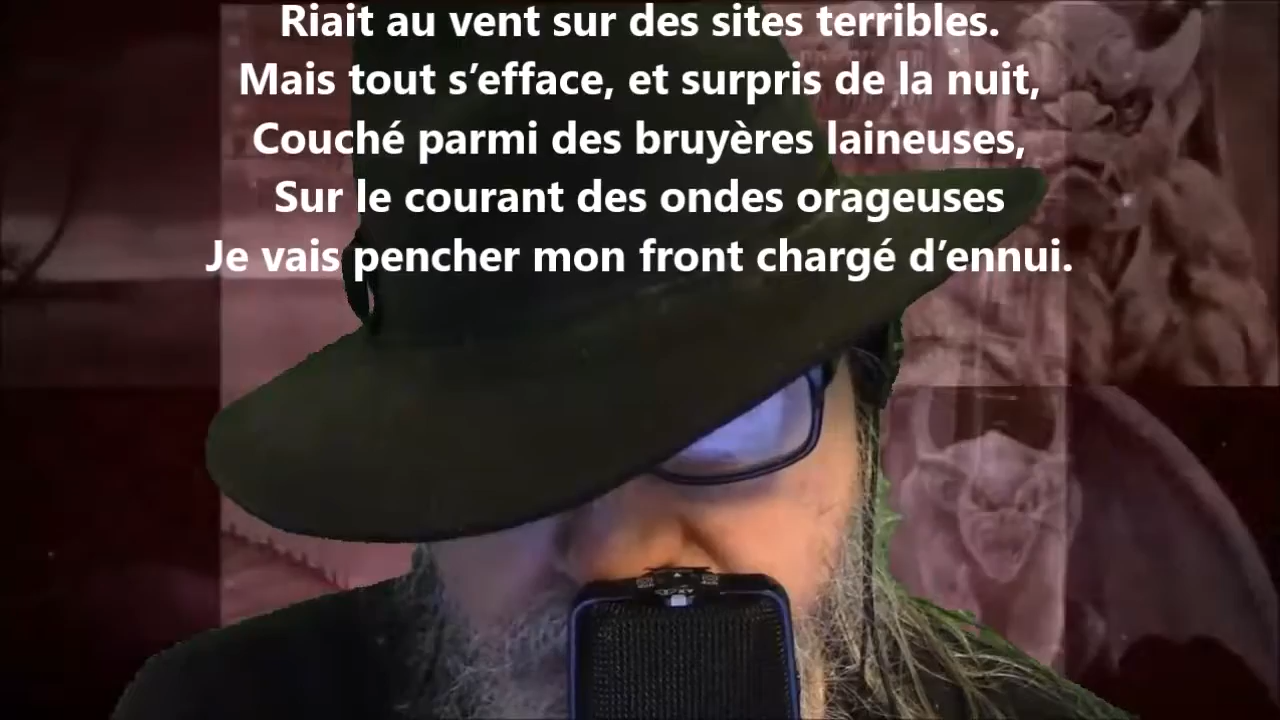 Riait au vent sur des sites terribles.
Mais tout s’efface, et surpris de la nuit,
Couché parmi des bruyères laineuses,
Sur le courant des ondes orageuses
Je vais pencher mon front chargé d’ennui.